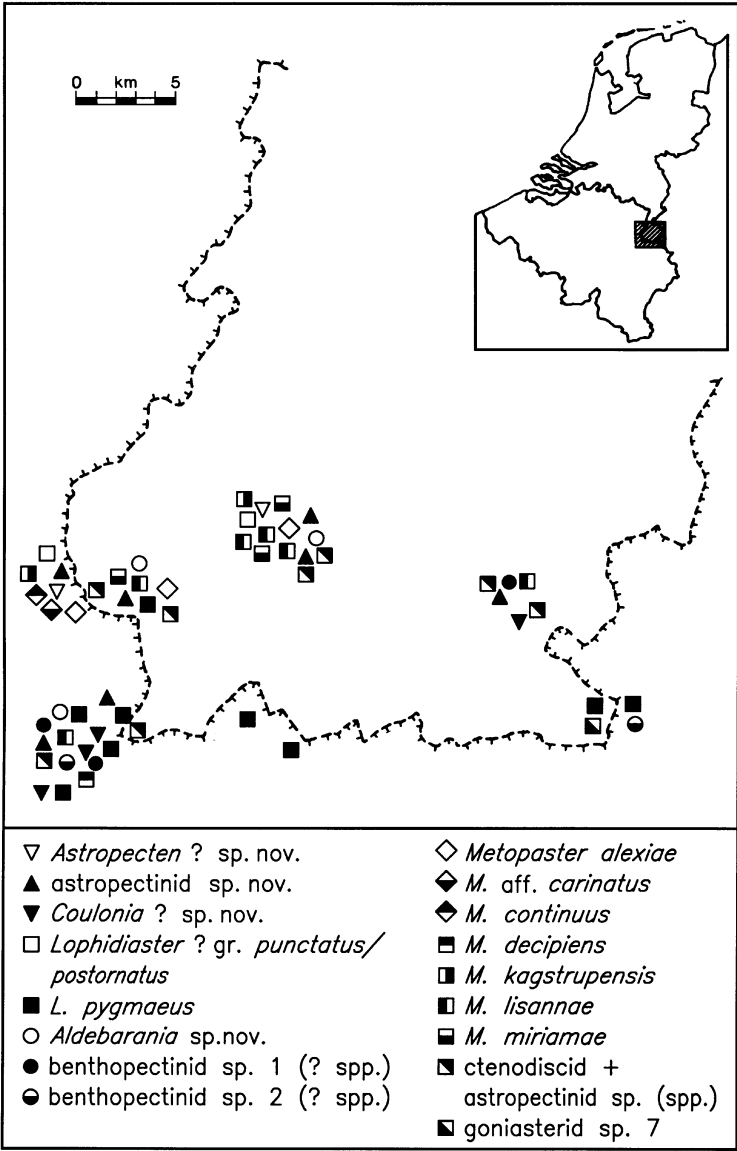 0 km 5
Astropecten ? sp. nov.
astropectinid sp. nov.
Coulonia ? sp. nov.
Lophidiaster ? gr. punctatus/
postornatus
L. pygmaeus
Aldebarania sp.nov.
benthopectinid sp. 1 (? spp.)
benthopectinid sp. 2 (? spp.)
Metopaster alexiae
M. aff. carinatus
M. continuus
M. decipiens
M. kagstrupensis
M. lisannae
M. miriamae
ctenodiscid +
astropectinid sp. (spp.)
goniasterid sp. 7